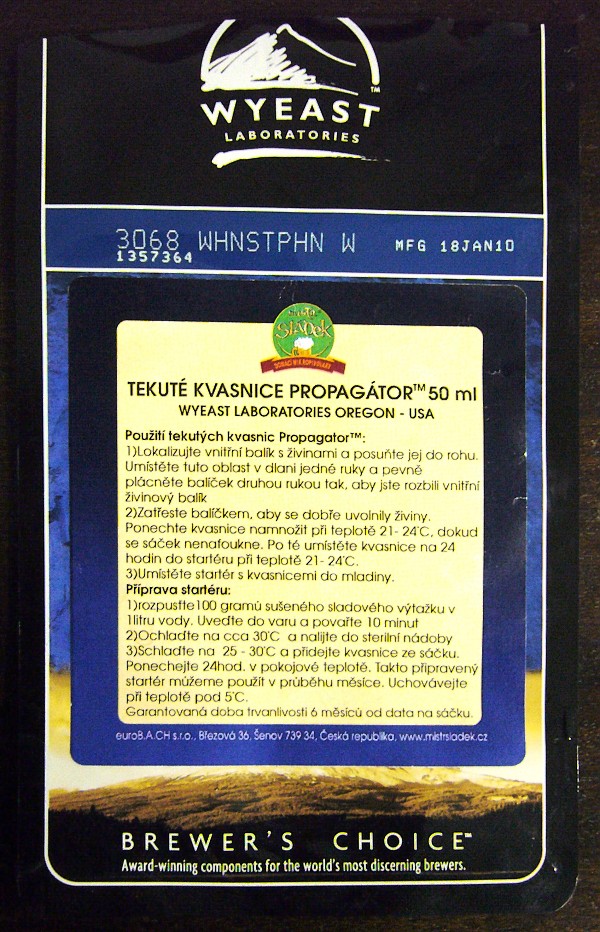 WYEAST™
LABORATORIES
3068 WHNSTPHN W MFG 18JAN10
1357364
Sladek
TEKUTÉ KVASNICE PROPAGÁTOR™ 50 ml
WYEAST LABORATORIES OREGON - USA
Použití tekutých kvasnic Propagator™:
1)Lokalizujte vnitřní balík s živinami a posuňte jej do rohu.
Umístěte tuto oblast v dlani jedné ruky a pevně
plácněte balíček druhou rukou tak, aby jste rozbili vnitřní
živinový balík
2)Zatřeste balíčkem, aby se dobře uvolnily živiny.
Ponechte kvasnice namnožit při teplotě 21- 24°C, dokud
se sáček nenafoukne. Po té umístěte kvasnice na 24
hodin do startéru při teplotě 21- 24°C.
3)Umístěte startér s kvasnicemi do mladiny.
Příprava startéru:
1)rozpusťte100 gramů sušeného sladového výtažku v
1litru vody. Uveďte do varu a povařte 10 minut
2)Ochlaďte na cca 30°C a nalijte do sterilní nádoby
3)Schlaďte na 25 - 30°C a přidejte kvasnice ze sáčku.
Ponechejte 24hod. v pokojové teplotě. Takto připravený
startér můžeme použít v průběhu měsíce. Uchovávejte
při teplotě pod 5°C.
Garantovaná doba trvanlivosti 6 měsíců od data na sáčku.
euroB.A.CH s.r.o., Březová 36, Šenov 739 34, Česká republika, www.mistrsladek.cz
BREWER'S CHOICE™
Award-winning components for the world's most discerning brewers.